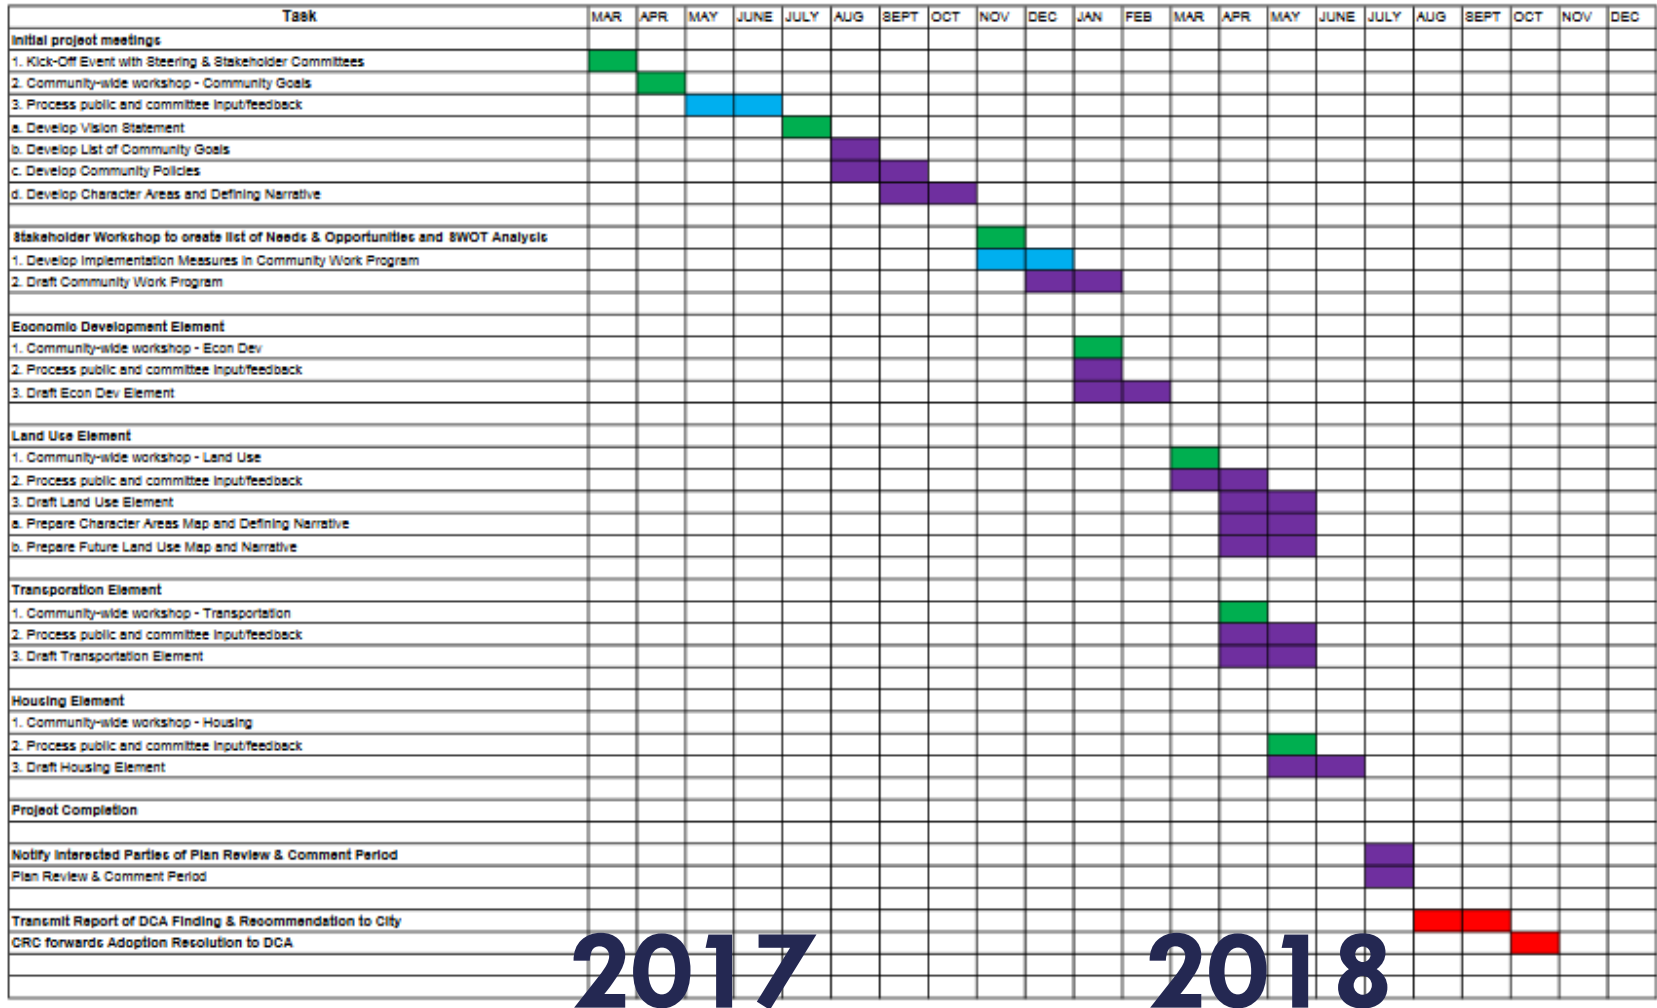 Task MAR APR MAY JUNE JULY AUG SEPT OCT NOV DEC JAN FEB MAR APR MAY JUNE JULY AUG SEPT OCT NOV DEC
Initial project meetings
1. Kick-Off Event with Steering & Stakeholder Committees
2. Community-wide workshop - Community Goals
3. Process public and committee input/feedback
a. Develop Vision Statement
b. Develop List of Community Goals
c. Develop Community Policies
d. Develop Character Areas and Defining Narrative
Stakeholder Workshop to create list of Needs & Opportunities and SWOT Analysis
1. Develop Implementation Measures in Community Work Program
2. Draft Community Work Program
Economic Development Element
1. Community-wide workshop - Econ Dev
2. Process public and committee input/feedback
3. Draft Econ Dev Element
Land Use Element
1. Community-wide workshop - Land Use
2. Process public and committee input/feedback
3. Draft Land Use Element
a. Prepare Character Areas Map and Defining Narrative
b. Prepare Future Land Use Map and Narrative
Transporation Element
1. Community-wide workshop - Transportation
2. Process public and committee input/feedback
3. Draft Transportation Element
Housing Element
1. Community-wide workshop - Housing
2. Process public and committee input/feedback
3. Draft Housing Element
Project Completion
Notify Interested Parties of Plan Review & Comment Period
Plan Review & Comment Period
Transmit Report of DCA Finding & Recommendation to City
CRC forwards Adoption Resolution to DCA
2017 2018